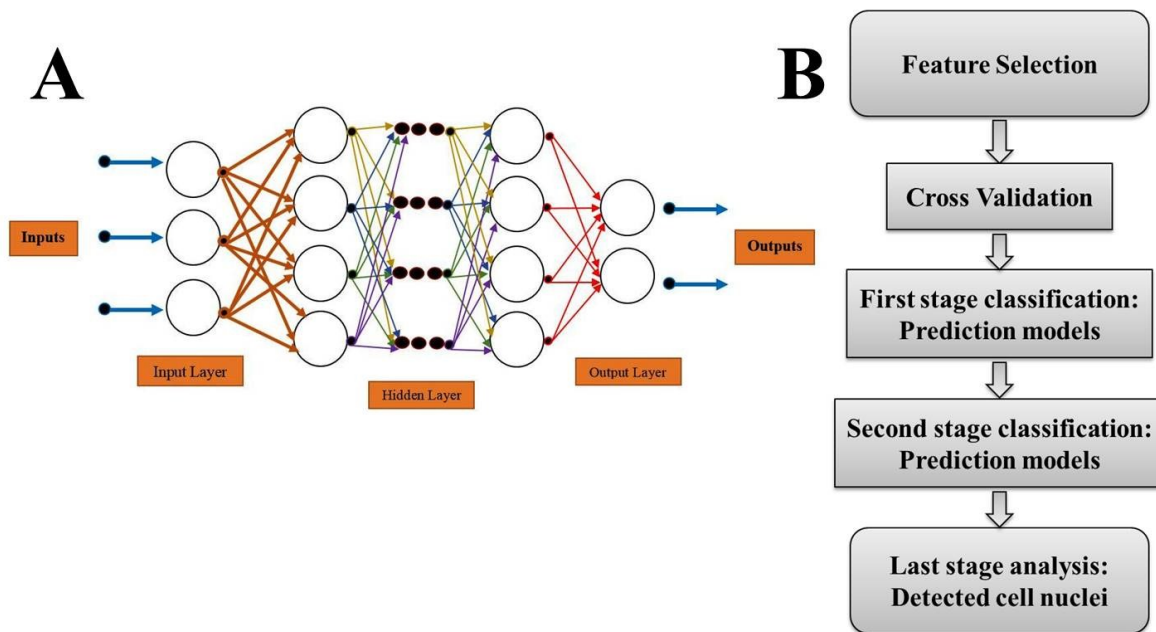 A
Inputs
Input Layer
Hidden Layer
Output Layer
Outputs
B
Feature Selection
Cross Validation
First stage classification:
Prediction models
Second stage classification:
Prediction models
Last stage analysis:
Detected cell nuclei